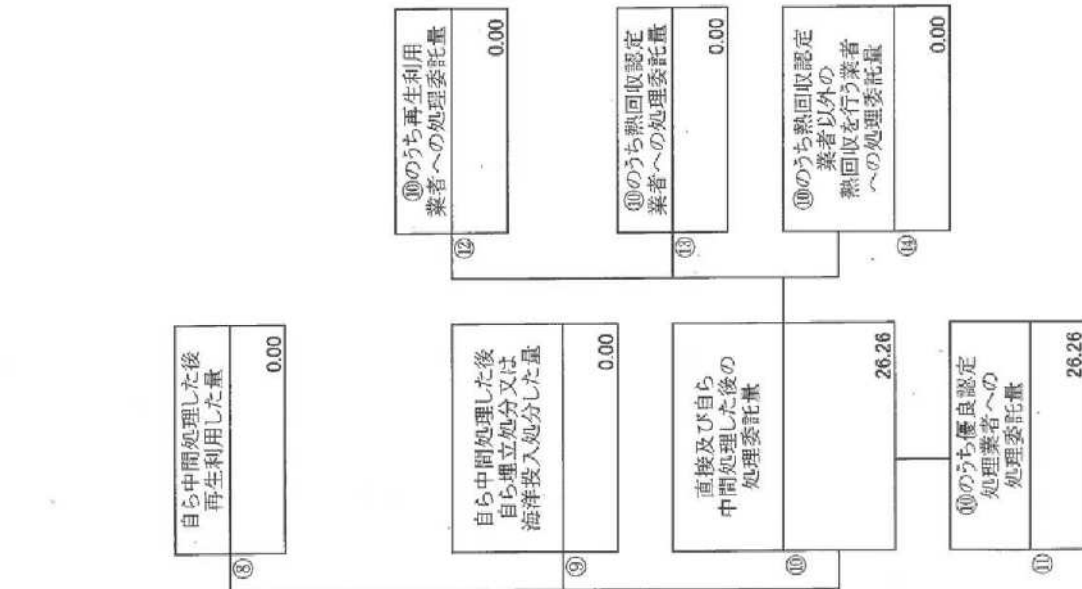 ⑧
自ら中間処理した後
再生利用した量
0.00
⑨
自ら中間処理した後
自ら埋立処分又は
海洋投入処分した量
0.00
⑩
直接及び自ら
中間処理した後の
処理委託量
26.26
⑪
⑩のうち優良認定
処理業者への
処理委託量
26.26
⑫
⑩のうち再生利用
業者への処理委託量
0.00
⑬
⑩のうち熱回収認定
業者への処理委託量
0.00
⑭
⑩のうち熱回収認定
業者以外の
熱回収を行う業者
への処理委託量
0.00